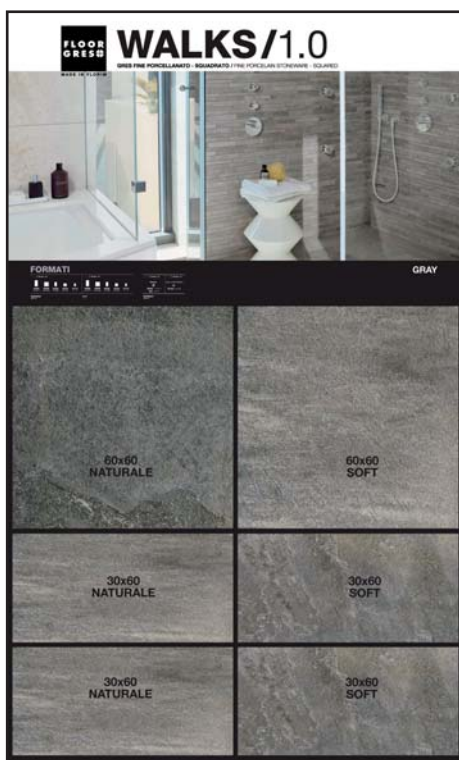 FLOOR
GRES
MADE IN FLORIM
WALKS/1.0
GRES FINE PORCELLANATO - SQUADRATO / FINE PORCELAIN STONEWARE - SQUARED
FORMATI
GRAY
60x60
NATURALE
60x60
SOFT
30x60
NATURALE
30x60
SOFT
30x60
NATURALE
30x60
SOFT